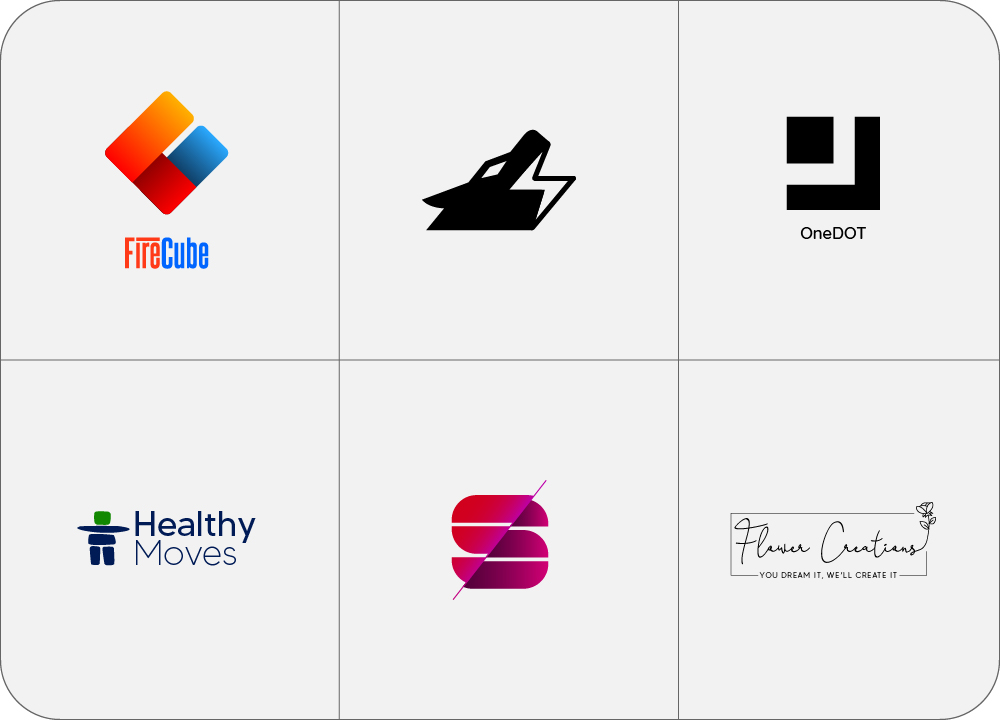 FireCube
OneDOT
Healthy
Moves
Flower Creations
YOU DREAM IT, WE'LL CREATE IT